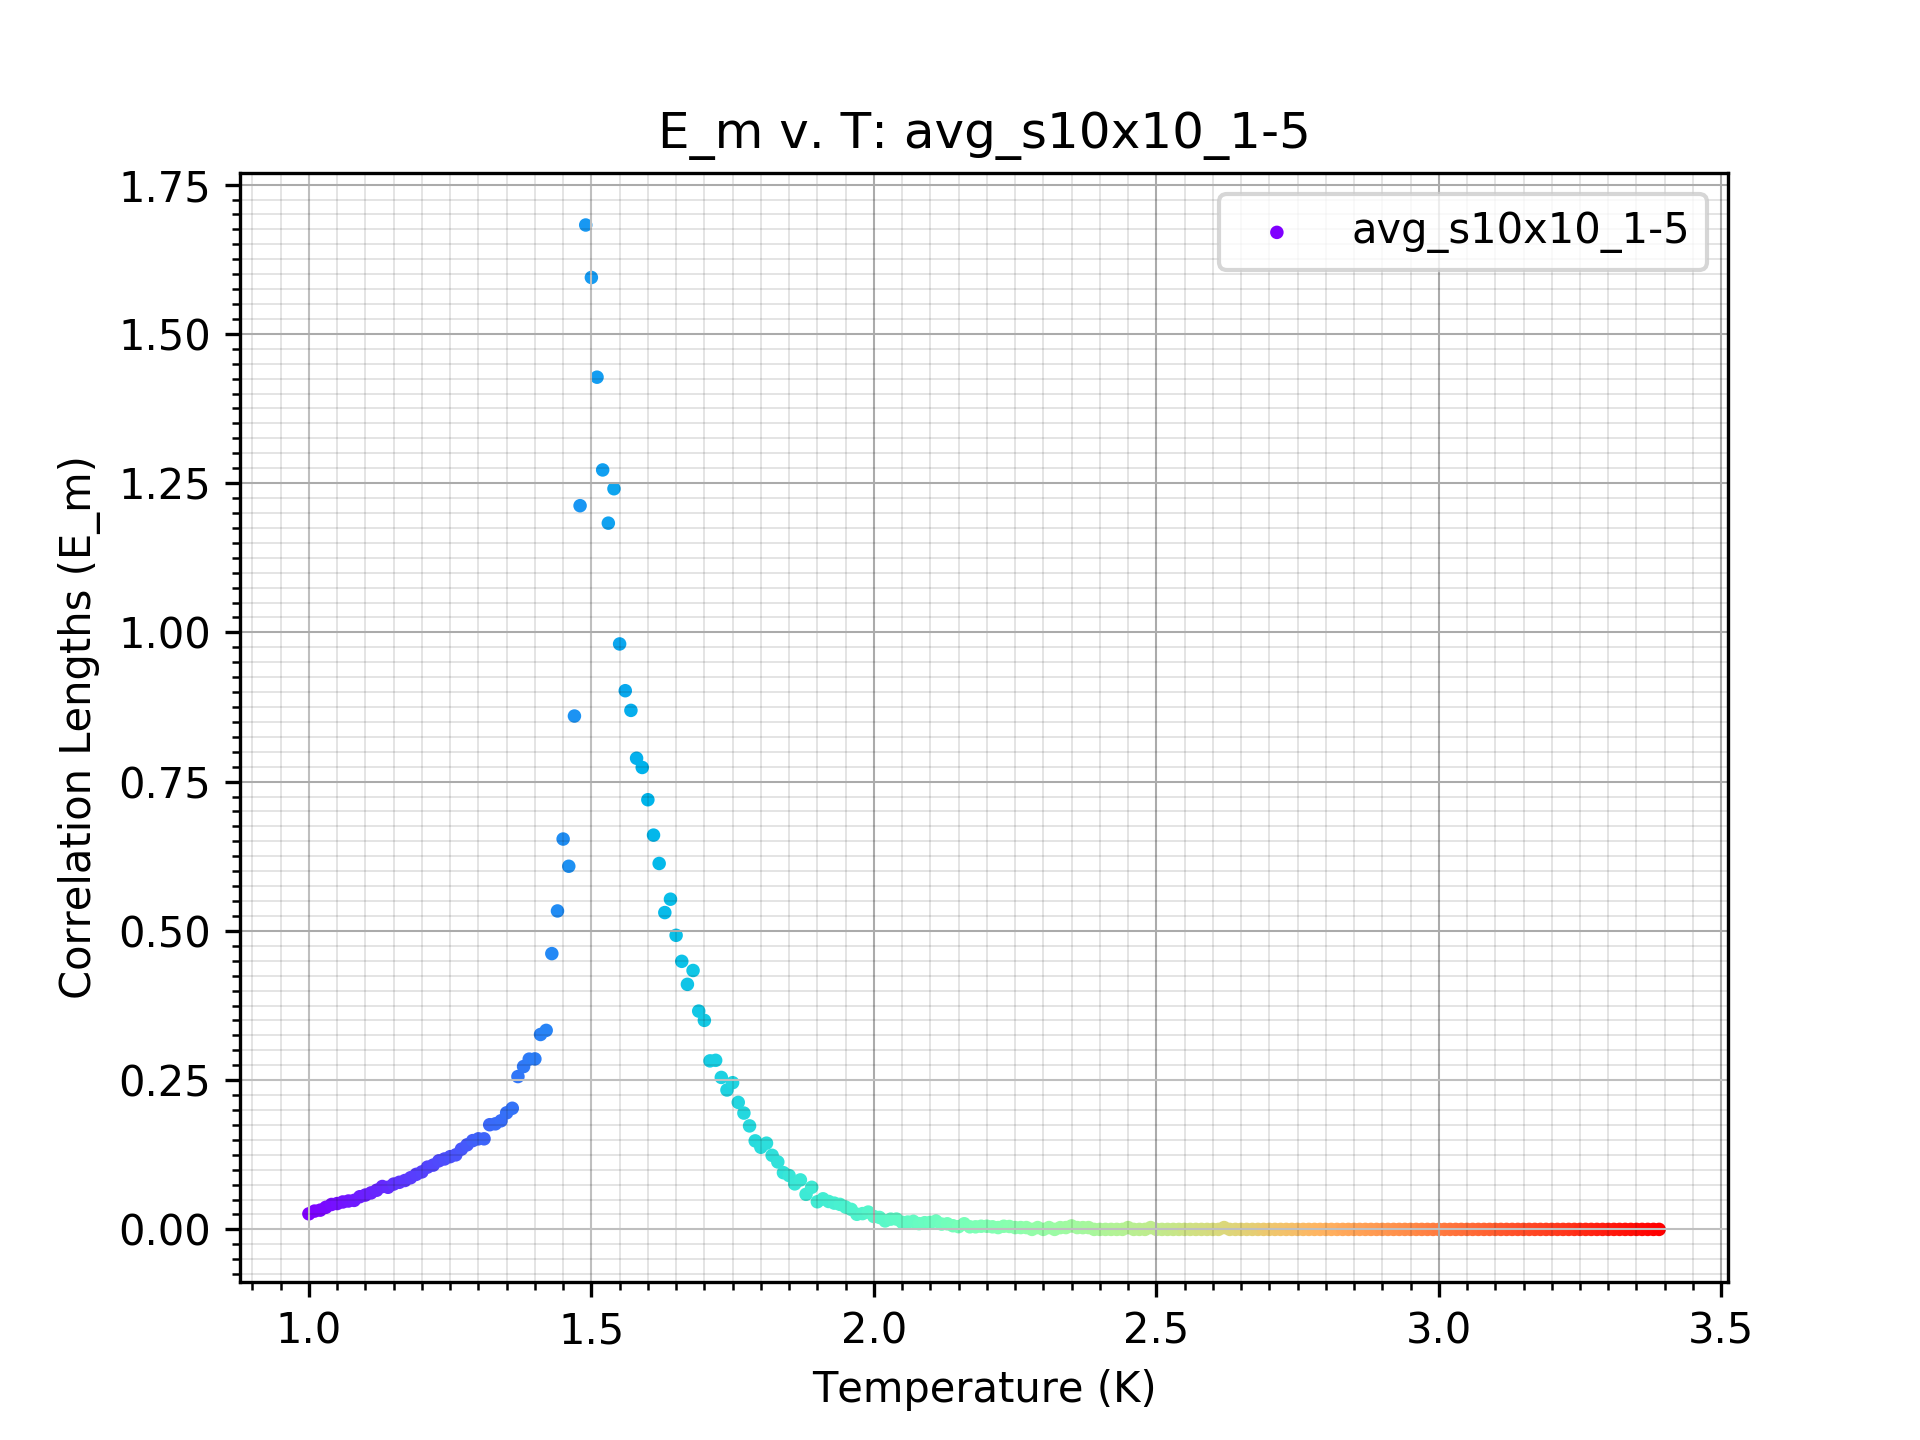 E_m v. T: avg_s10x10_1-5
avg_s10x10_1-5
1.75
1.50
1.25
1.00
0.75
0.50
0.25
0.00
Correlation Lengths (E_m)
1.0 1.5 2.0 2.5 3.0 3.5
Temperature (K)